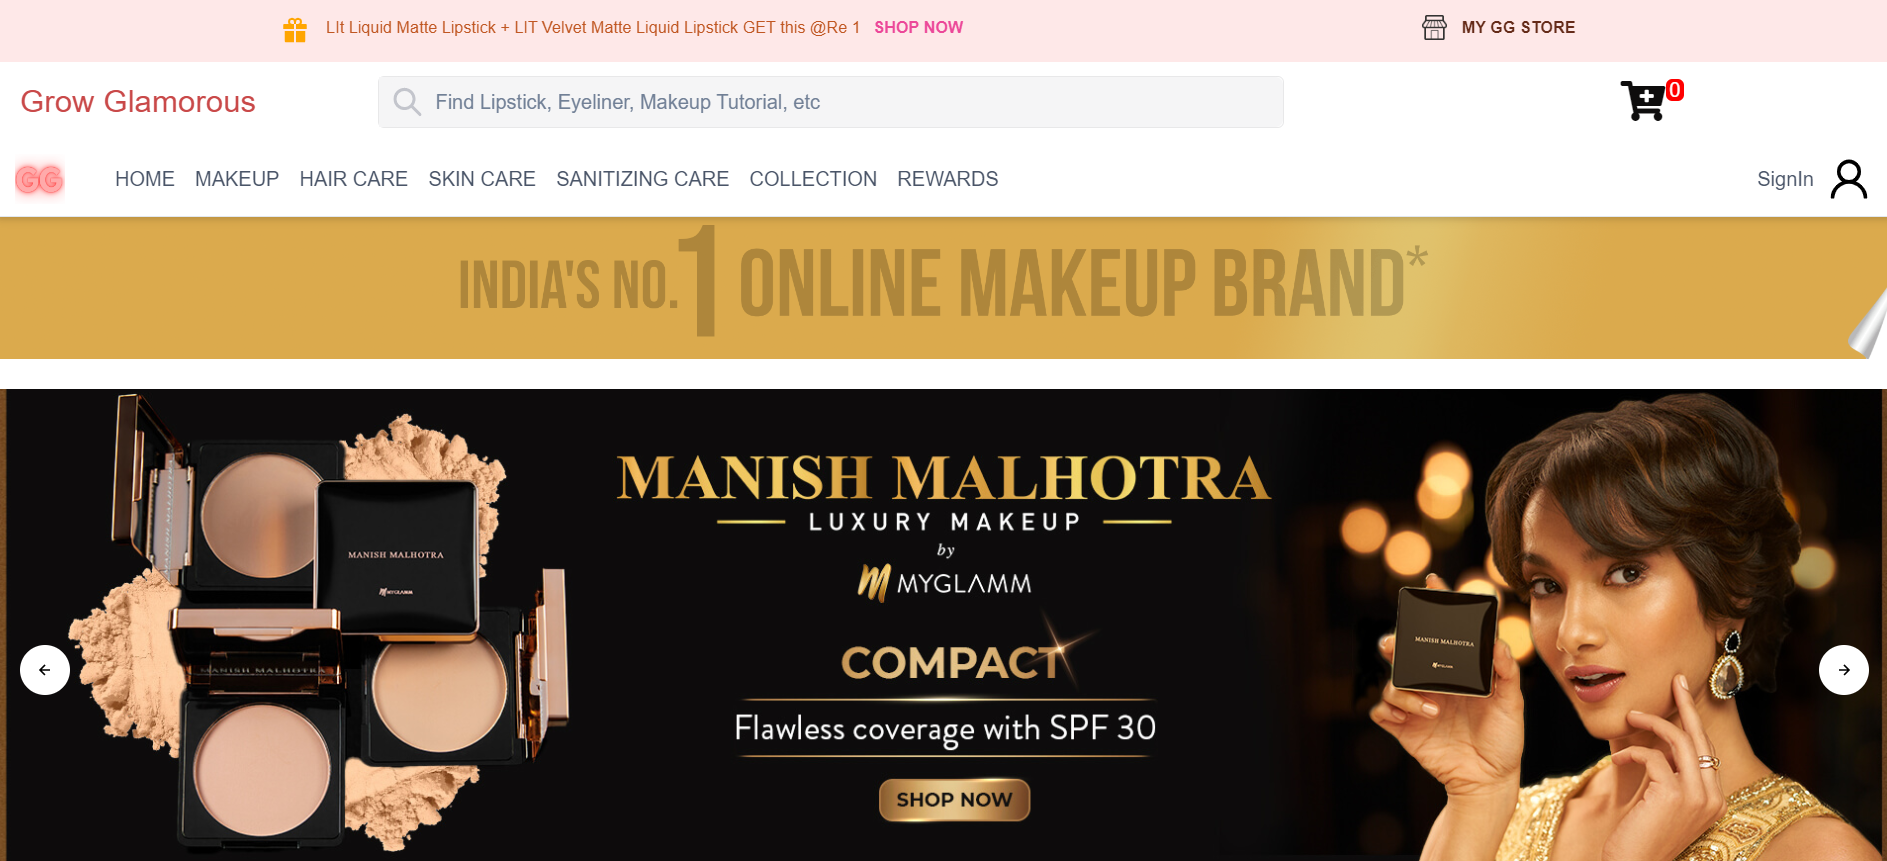 LIt Liquid Matte Lipstick + LIT Velvet Matte Liquid Lipstick GET this @Re 1 SHOP NOW
MY GG STORE
Grow Glamorous
Find Lipstick, Eyeliner, Makeup Tutorial, etc
0
GG
HOME MAKEUP HAIR CARE SKIN CARE SANITIZING CARE COLLECTION REWARDS
SignIn
INDIA'S NO.1 ONLINE MAKEUP BRAND*
MANISH MALHOTRA
LUXURY MAKEUP
by
MYGLAMM
COMPACT
Flawless coverage with SPF 30
SHOP NOW
MANISH MALHOTRA
MYGLAMM
MANISH MALHOTRA
MANISH MALHOTRA
MYGLAMM